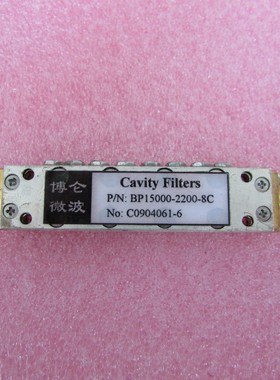 博仑
微波
Cavity Filters
P/N: BP15000-2200-8C
No: C0904061-6